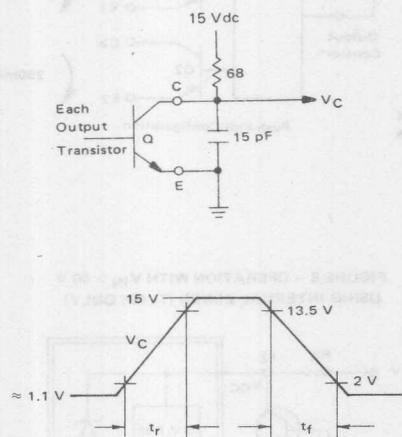 15 Vdc
68
C
V_C
Each
Output
Transistor
Q
15 pF
E
15 V
13.5 V
V_C
2 V
≈ 1.1 V
t_r
t_f